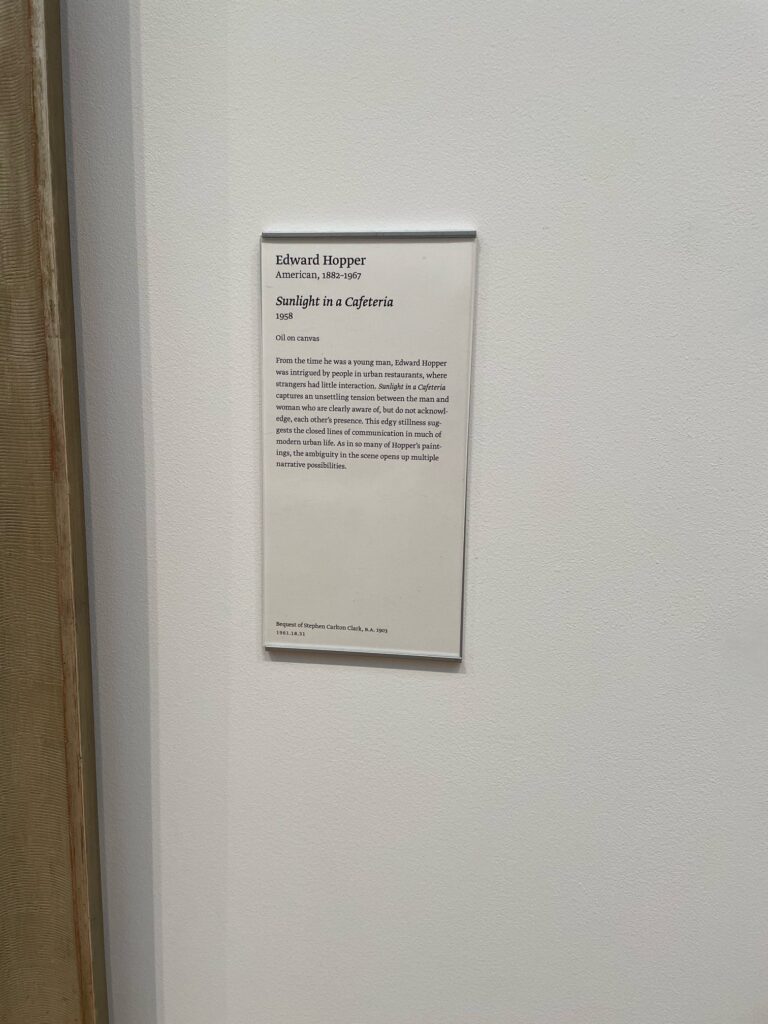 Edward Hopper
American, 1882–1967
Sunlight in a Cafeteria
1958
Oil on canvas
From the time he was a young man, Edward Hopper
was intrigued by people in urban restaurants, where
strangers had little interaction. Sunlight in a Cafeteria
captures an unsettling tension between the man and
woman who are clearly aware of, but do not acknowl-
edge, each other's presence. This edgy stillness sug-
gests the closed lines of communication in much of
modern urban life. As in so many of Hopper's paint-
ings, the ambiguity in the scene opens up multiple
narrative possibilities.
Bequest of Stephen Carlton Clark, B.A. 1903
1961.18.31